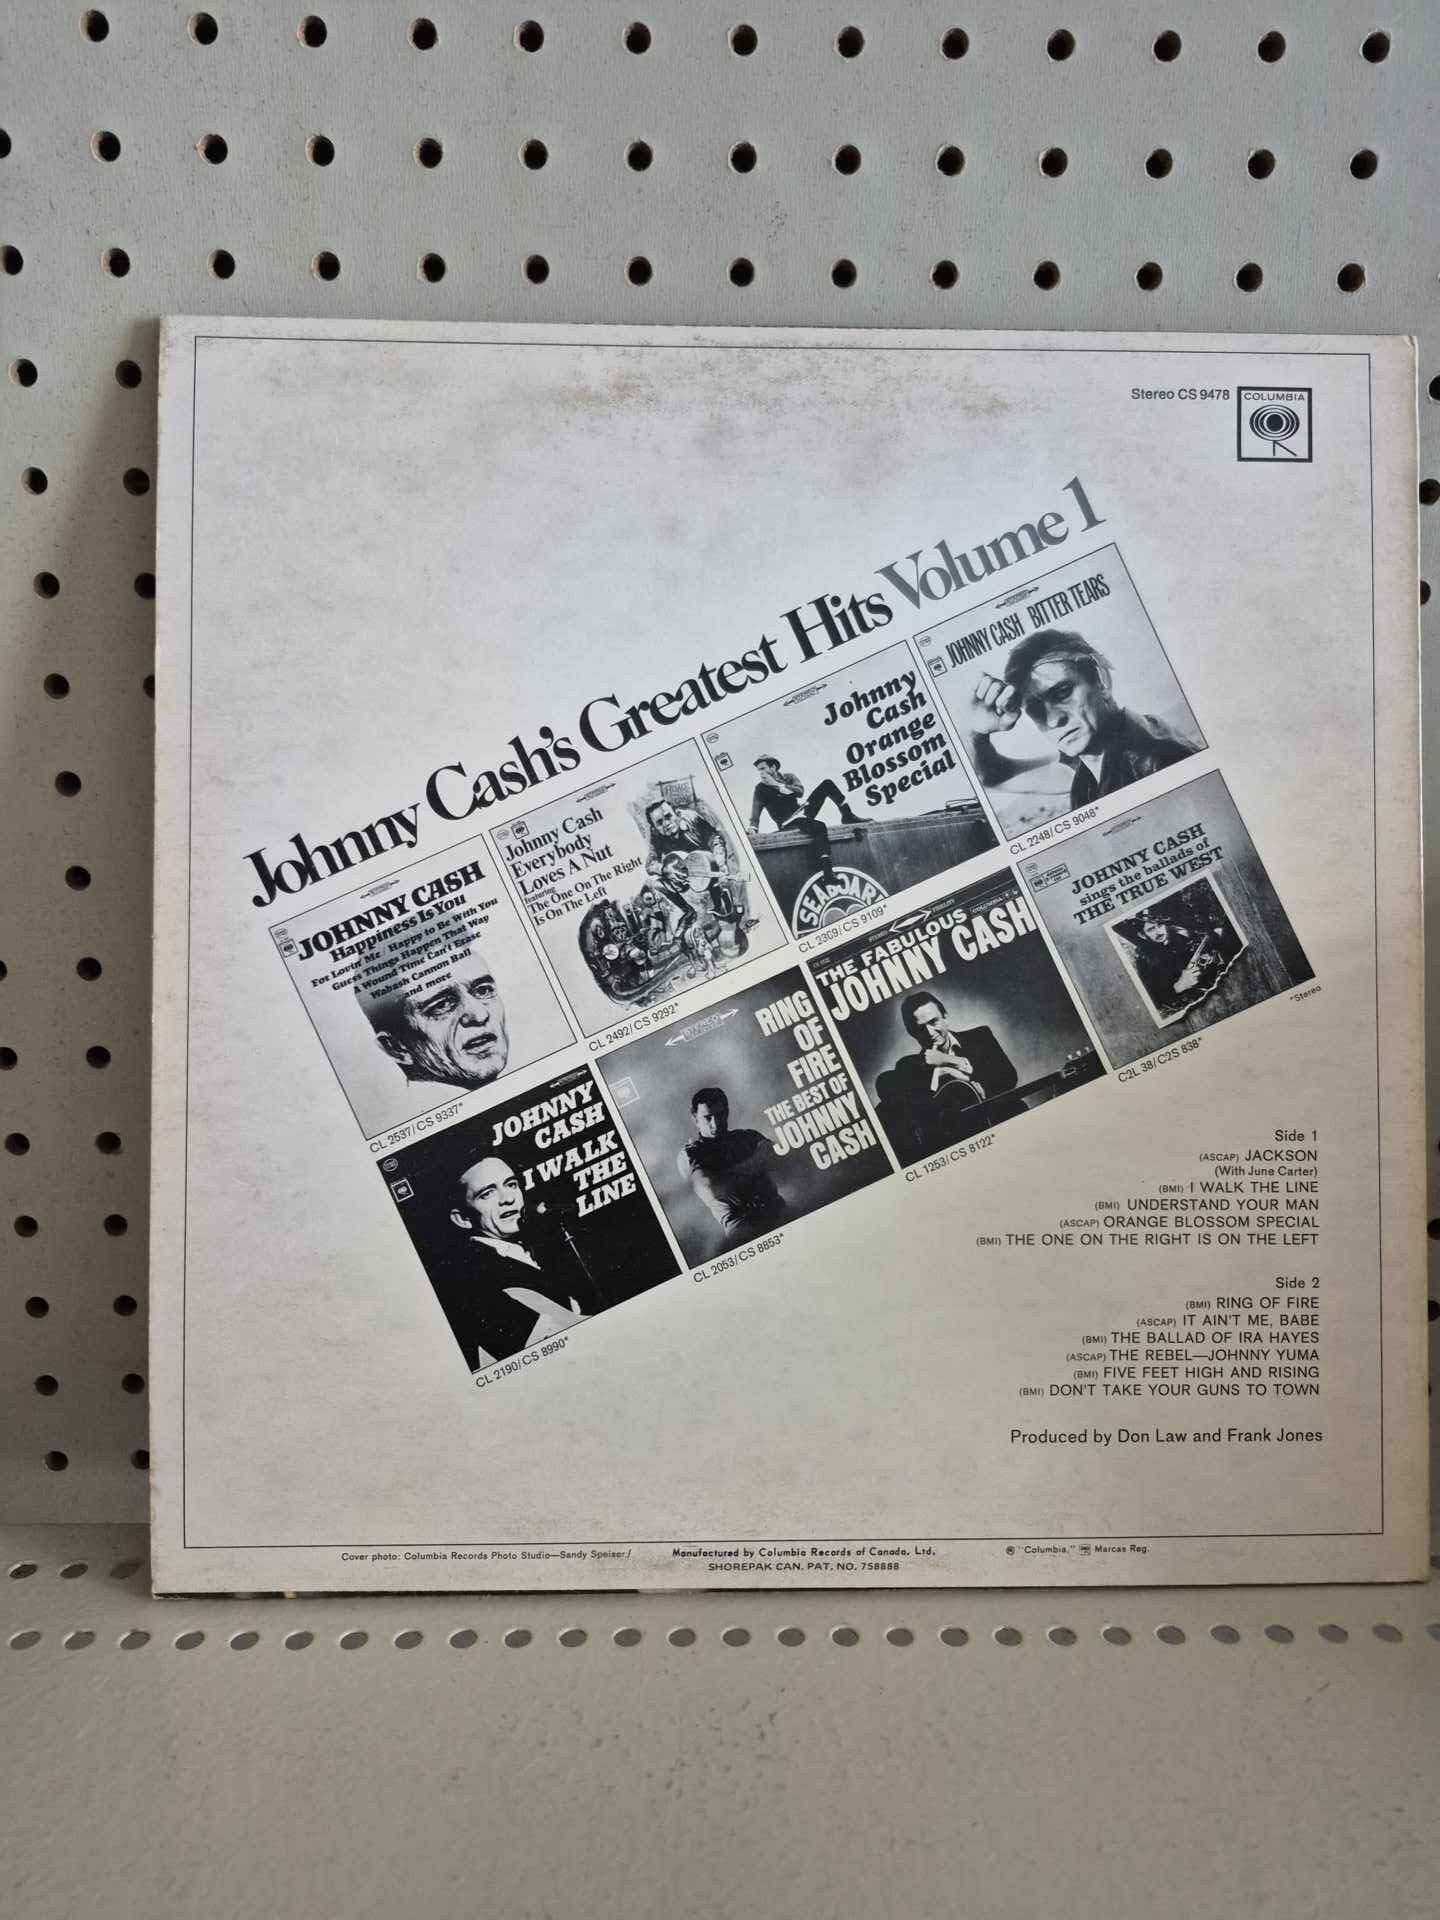 Stereo CS 9478
COLUMBIA
Johnny Cash's Greatest Hits Volume 1
JOHNNY CASH
Happiness Is You
For Lovin' Me / Happy to Be With You
Guess Things Happen That Way
A Wound Time Can't Erase
Wabash Cannon Ball
and more
CL 2537/CS 9337*
Johnny Cash
Everybody
Loves A Nut
featuring
The One On The Right
Is On The Left
CL 2492/CS 9292*
Johnny
Cash
Orange
Blossom
Special
CL 2309/CS 9109*
JOHNNY CASH BITTER TEARS
CL 2248/CS 9048*
JOHNNY
CASH
I WALK
THE
LINE
CL 2190/CS 8990*
RING
OF
FIRE
THE BEST OF
JOHNNY
CASH
CL 2053/CS 8853*
THE FABULOUS
JOHNNY CASH
CL 1253/CS 8122*
JOHNNY CASH
sings the ballads of
THE TRUE WEST
C2L 38/C2S 838*
*Stereo
Side 1
(ASCAP) JACKSON
(With June Carter)
(BMI) I WALK THE LINE
(BMI) UNDERSTAND YOUR MAN
(ASCAP) ORANGE BLOSSOM SPECIAL
(BMI) THE ONE ON THE RIGHT IS ON THE LEFT
Side 2
(BMI) RING OF FIRE
(ASCAP) IT AIN'T ME, BABE
(BMI) THE BALLAD OF IRA HAYES
(ASCAP) THE REBEL—JOHNNY YUMA
(BMI) FIVE FEET HIGH AND RISING
(BMI) DON'T TAKE YOUR GUNS TO TOWN
Produced by Don Law and Frank Jones
Cover photo: Columbia Records Photo Studio—Sandy Speiser/
Manufactured by Columbia Records of Canada, Ltd.
SHOREPAK CAN. PAT. NO. 758888
® "Columbia," Marcas Reg.